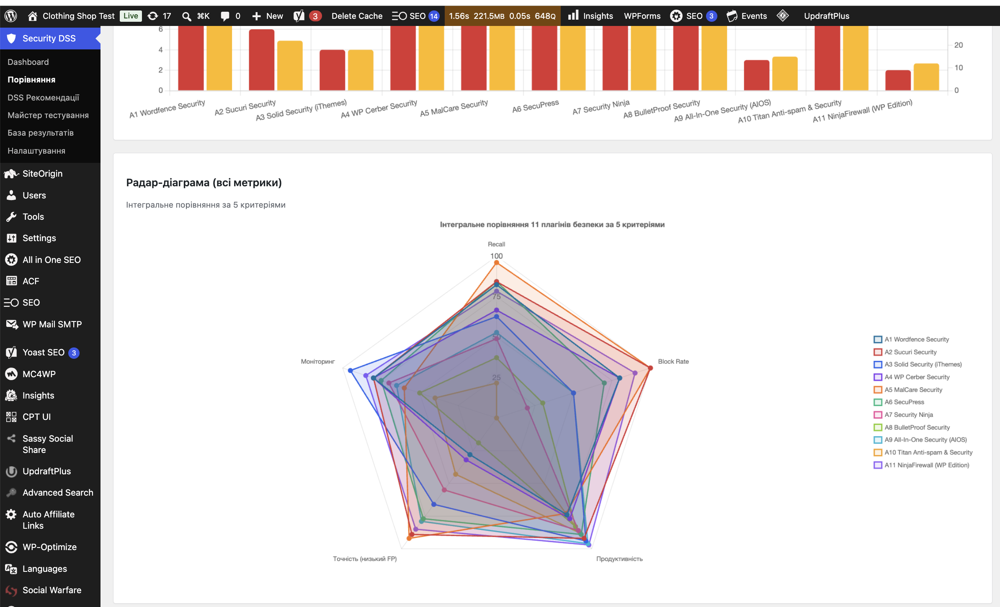 Clothing Shop Test Live 17 ⌘K 0 New 3 Delete Cache SEO 14 1.56s 221.5MB 0.05s 648Q Insights WPForms SEO 3 Events UpdraftPlus
Security DSS
Dashboard
Порівняння
DSS Рекомендації
Майстер тестування
База результатів
Налаштування
SiteOrigin
Users
Tools
Settings
All in One SEO
ACF
SEO
WP Mail SMTP
Yoast SEO 3
MC4WP
Insights
CPT UI
Sassy Social
Share
UpdraftPlus
Advanced Search
Auto Affiliate
Links
WP-Optimize
Languages
Social Warfare
6
4
2
0
20
10
0
A1 Wordfence Security
A2 Sucuri Security
A3 Solid Security (iThemes)
A4 WP Cerber Security
A5 MalCare Security
A6 SecuPress
A7 Security Ninja
A8 BulletProof Security
A9 All-In-One Security (AIOS)
A10 Titan Anti-spam & Security
A11 NinjaFirewall (WP Edition)
Радар-діаграма (всі метрики)
Інтегральне порівняння за 5 критеріями
Інтегральне порівняння 11 плагінів безпеки за 5 критеріями
Recall
100
75
50
25
Моніторинг
Block Rate
Точність (низький FP)
Продуктивність
A1 Wordfence Security
A2 Sucuri Security
A3 Solid Security (iThemes)
A4 WP Cerber Security
A5 MalCare Security
A6 SecuPress
A7 Security Ninja
A8 BulletProof Security
A9 All-In-One Security (AIOS)
A10 Titan Anti-spam & Security
A11 NinjaFirewall (WP Edition)